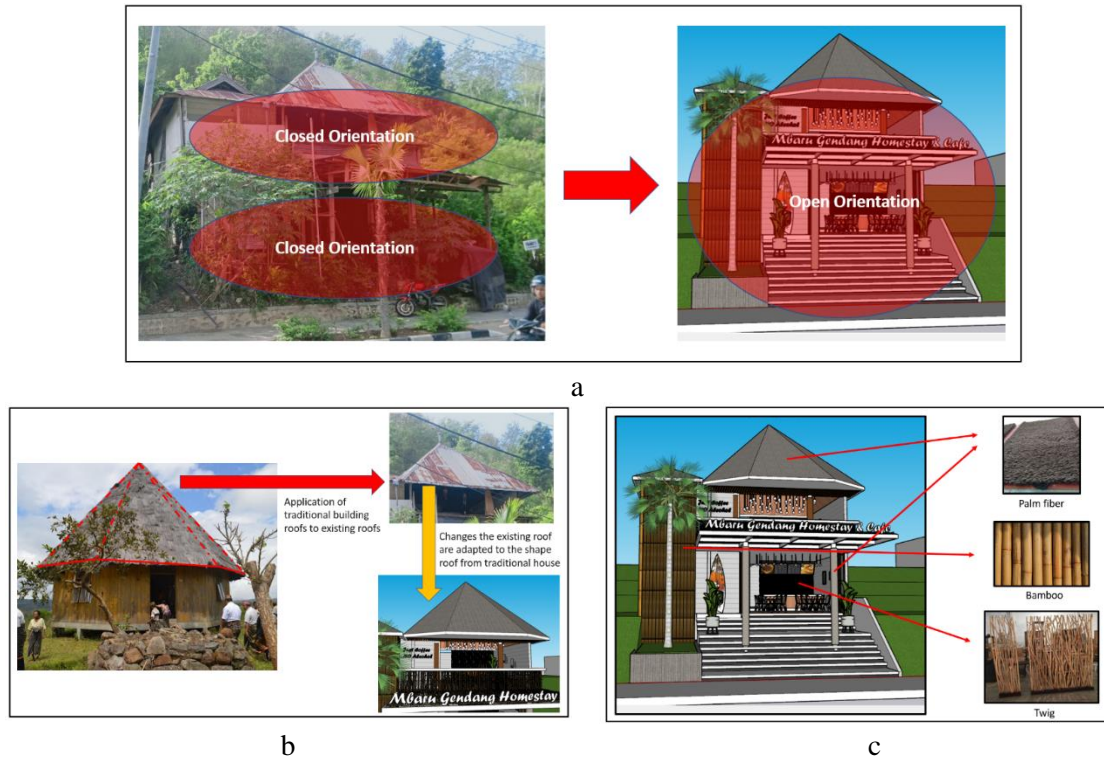 Closed Orientation
Closed Orientation
Mbaru Gendang Homestay & Cafe
Open Orientation
a
Application of
traditional building
roofs to existing roofs
Changes the existing roof
are adapted to the shape
roof from traditional house
Mbaru Gendang Homestay
b
Mbaru Gendang Homestay & Cafe
Palm fiber
Bamboo
Twig
c